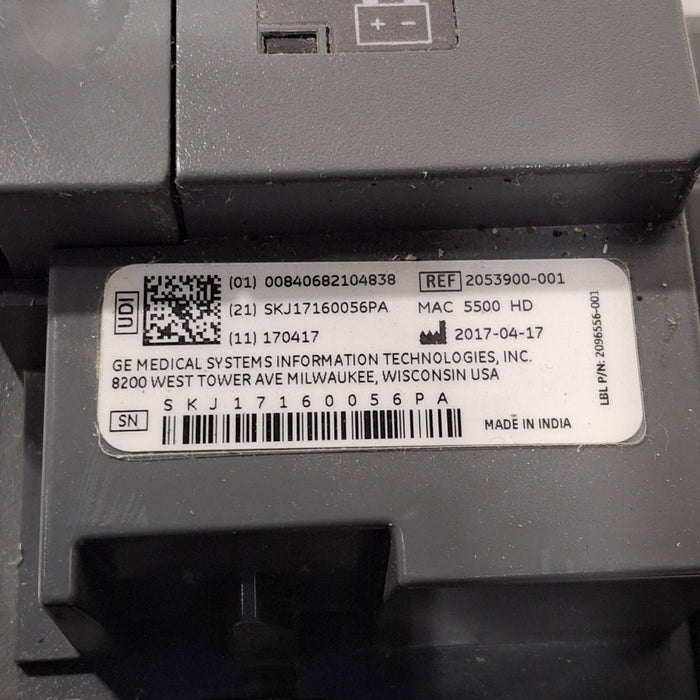 + -
UDI
(01) 00840682104838
REF 2053900-001
(21) SKJ17160056PA
MAC 5500 HD
(11) 170417
2017-04-17
GE MEDICAL SYSTEMS INFORMATION TECHNOLOGIES, INC.
8200 WEST TOWER AVE MILWAUKEE, WISCONSIN USA
SKJ17160056PA
SN
MADE IN INDIA
LBL P/N: 2096556-001